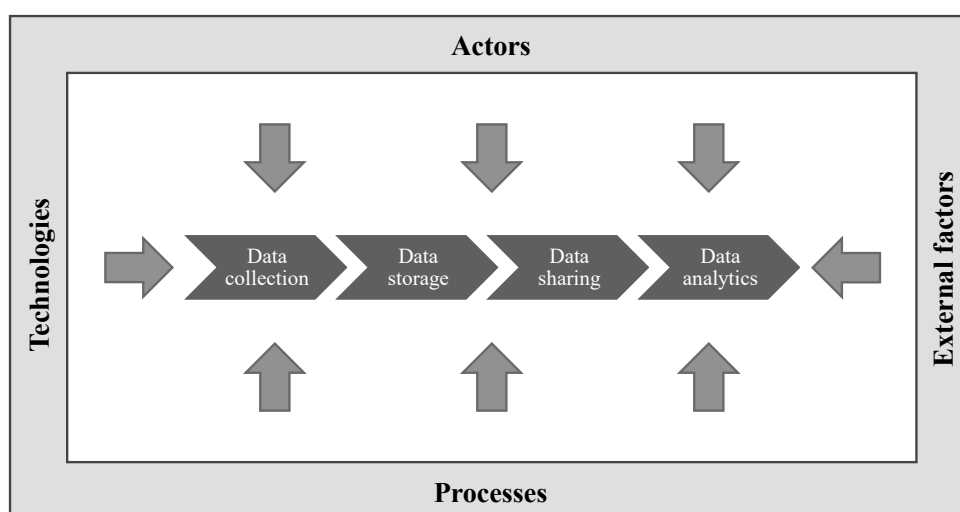 Actors
Technologies
Data
collection
Data
storage
Data
sharing
Data
analytics
External factors
Processes